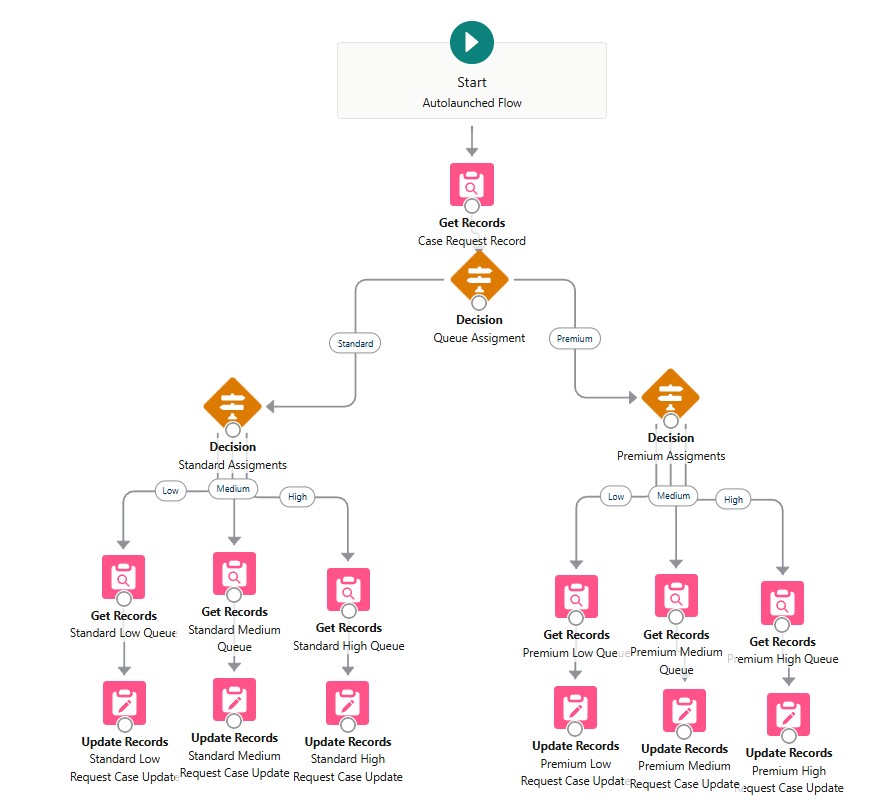 Start
Autolaunched Flow
Get Records
Case Request Record
Decision
Queue Assigment
Standard
Premium
Decision
Standard Assigments
Low
Medium
High
Decision
Premium Assigments
Low
Medium
High
Get Records
Standard Low Queue
Get Records
Standard Medium
Queue
Get Records
Standard High Queue
Get Records
Premium Low Queue
Get Records
Premium Medium
Queue
Get Records
Premium High Queue
Update Records
Standard Low
Request Case Update
Update Records
Standard Medium
Request Case Update
Update Records
Standard High
Request Case Update
Update Records
Premium Low
Request Case Update
Update Records
Premium Medium
Request Case Update
Update Records
Premium High
Request Case Update